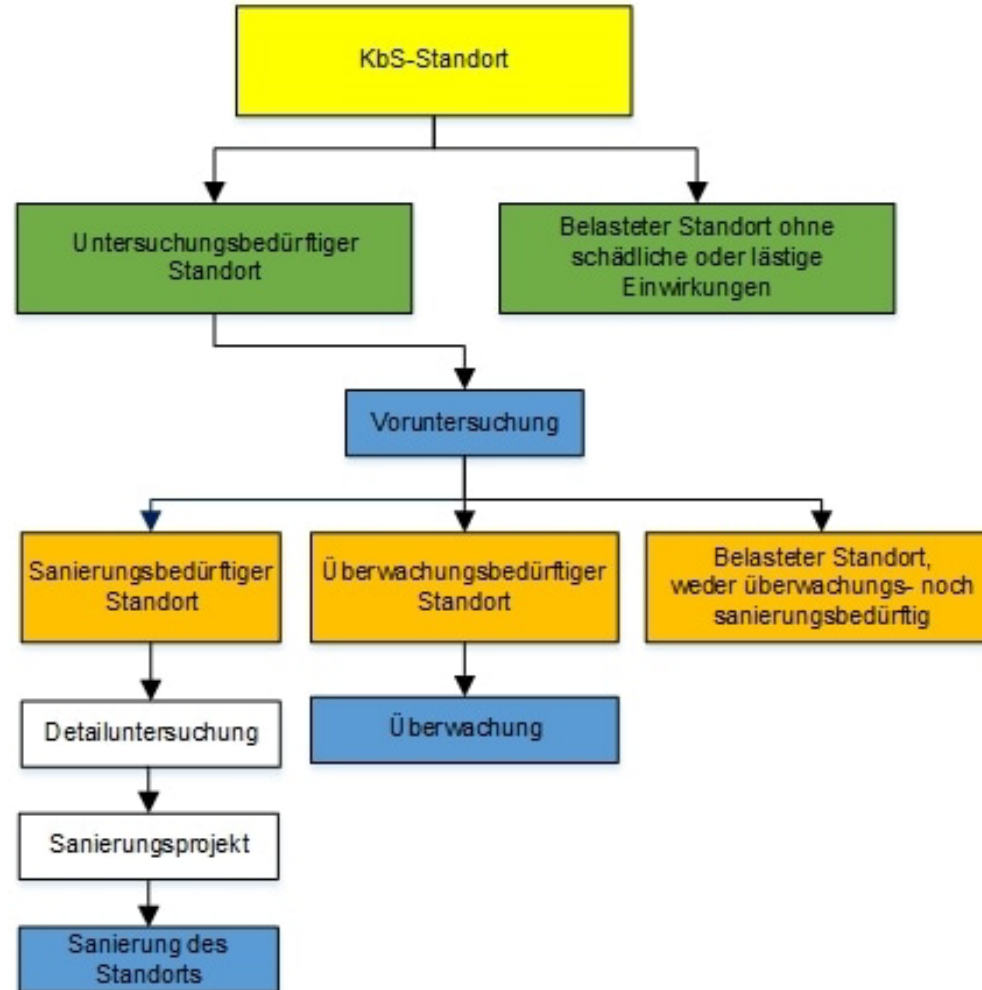 KbS-Standort
Untersuchungsbedürftiger
Standort
Belasteter Standort ohne
schädliche oder lästige
Einwirkungen
Voruntersuchung
Sanierungsbedürftiger
Standort
Überwachungsbedürftiger
Standort
Belasteter Standort,
weder überwachungs- noch
sanierungsbedürftig
Detailuntersuchung
Überwachung
Sanierungsprojekt
Sanierung des
Standorts